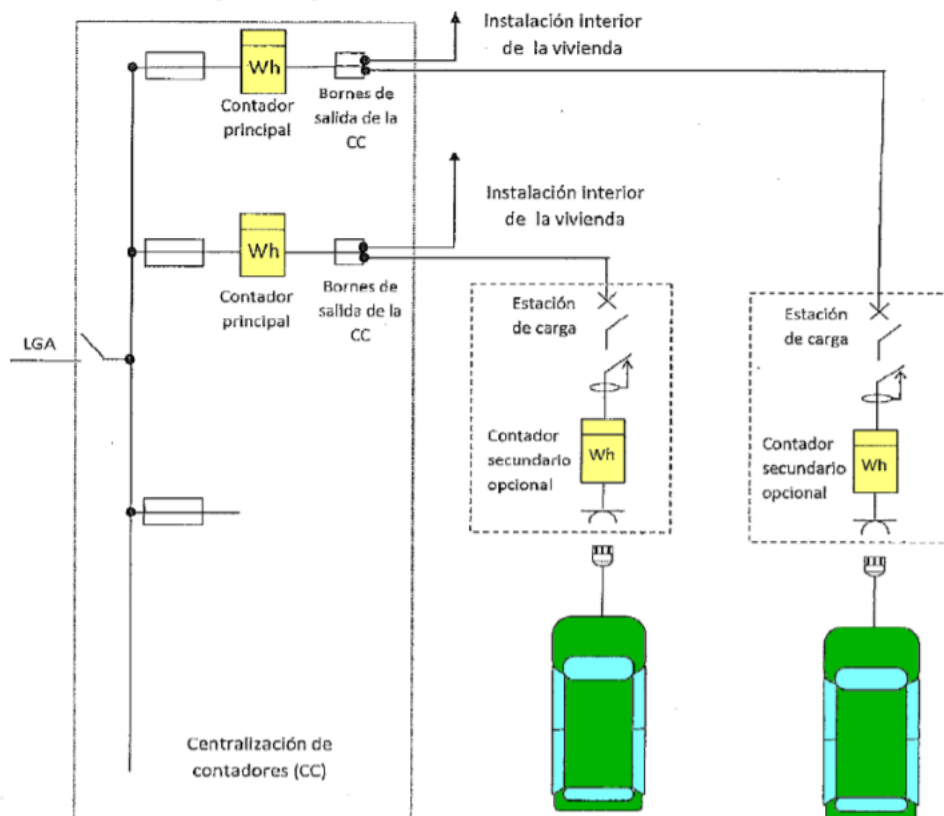 Instalación interior
de la vivienda
Wh
Contador
principal
Bornes de
salida de la
CC
Instalación interior
de la vivienda
Wh
Contador
principal
Bornes de
salida de la
CC
LGA
Estación
de carga
Contador
secundario
opcional
Wh
Estación
de carga
Contador
secundario
opcional
Wh
Centralización de
contadores (CC)